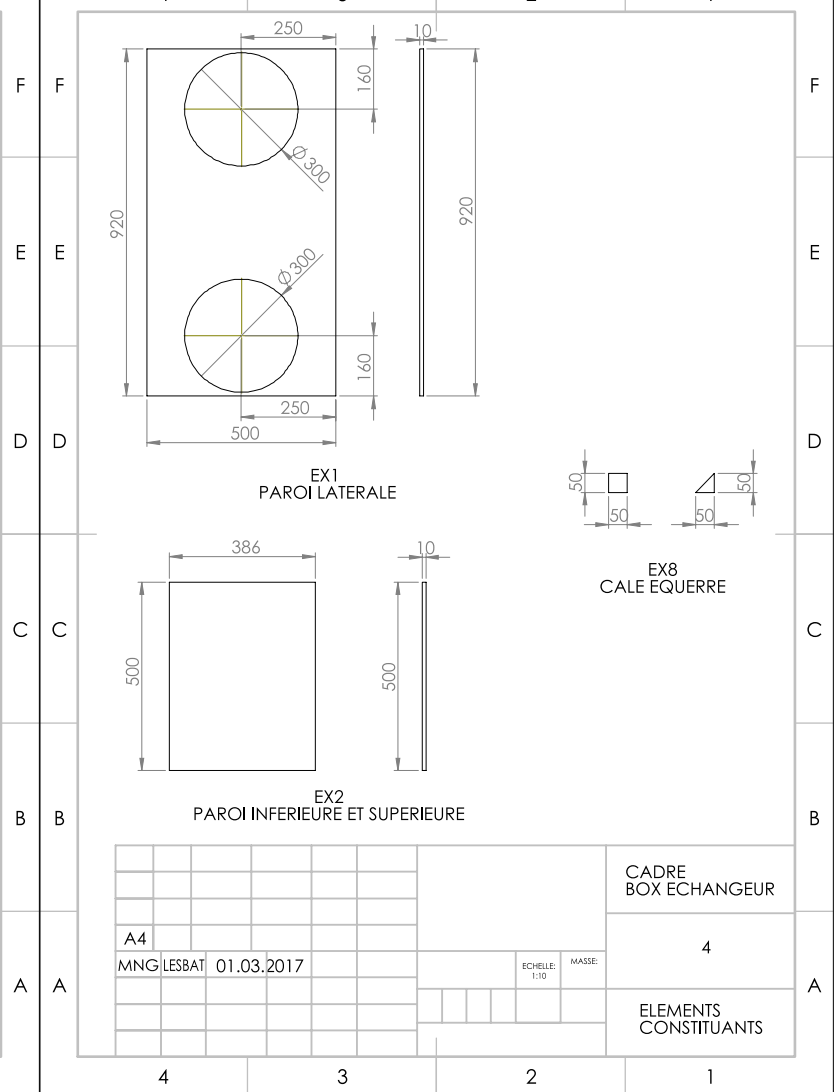 250
10
F
F
F
160
Ø300
920
920
E
E
E
Ø300
160
250
D
D
D
500
EX1
PAROI LATERALE
50
50
50
50
386
10
EX8
CALE EQUERRE
C
C
C
500
500
EX2
PAROI INFERIEURE ET SUPERIEURE
B
B
B
CADRE
BOX ECHANGEUR
A4
4
MNG LESBAT 01.03.2017
ECHELLE:
1:10
MASSE:
A
A
A
ELEMENTS
CONSTITUANTS
4
3
2
1